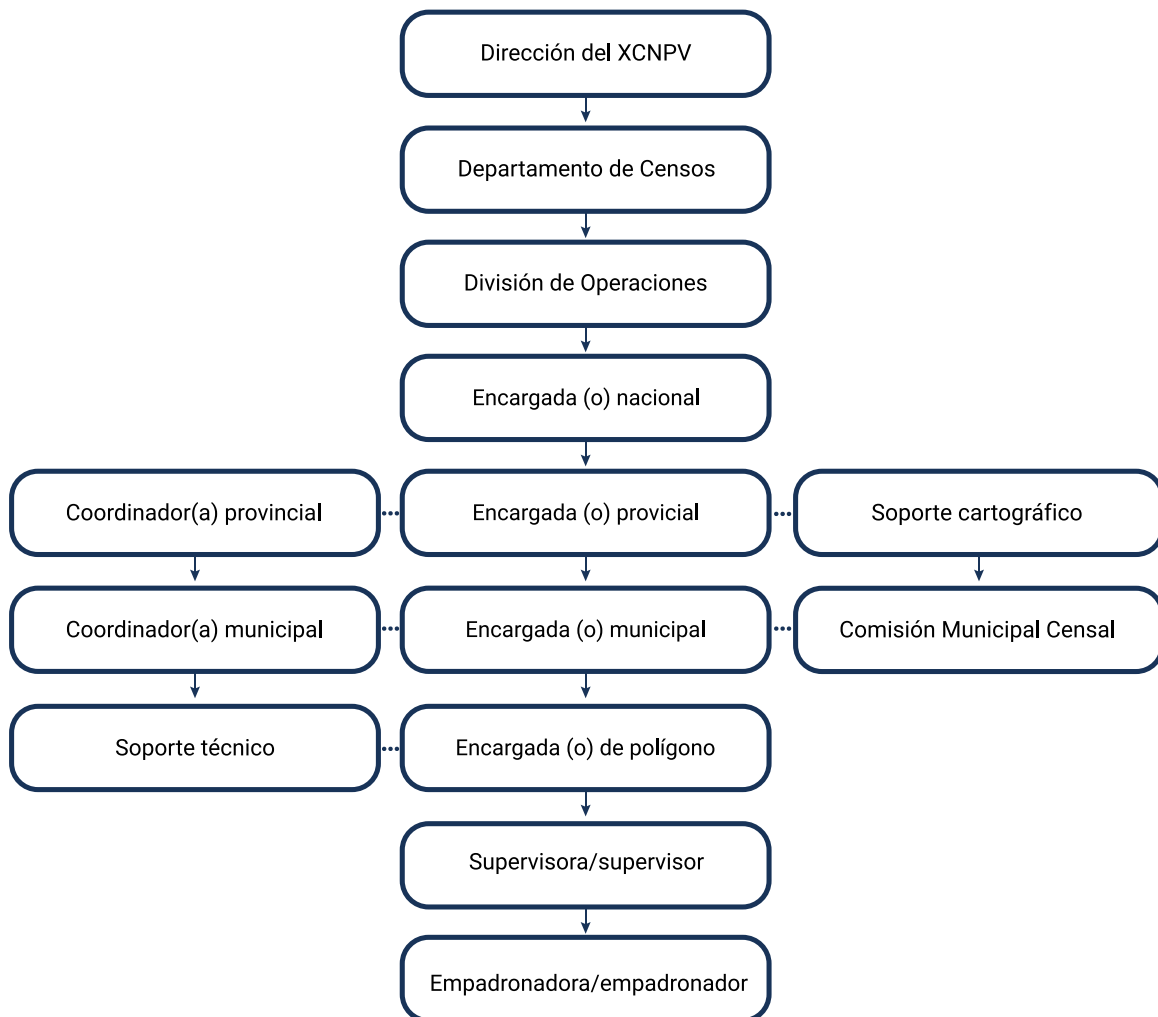 Dirección del XCNPV
Departamento de Censos
División de Operaciones
Encargada (o) nacional
Coordinador(a) provincial
Encargada (o) provicial
Soporte cartográfico
Coordinador(a) municipal
Encargada (o) municipal
Comisión Municipal Censal
Soporte técnico
Encargada (o) de polígono
Supervisora/supervisor
Empadronadora/empadronador